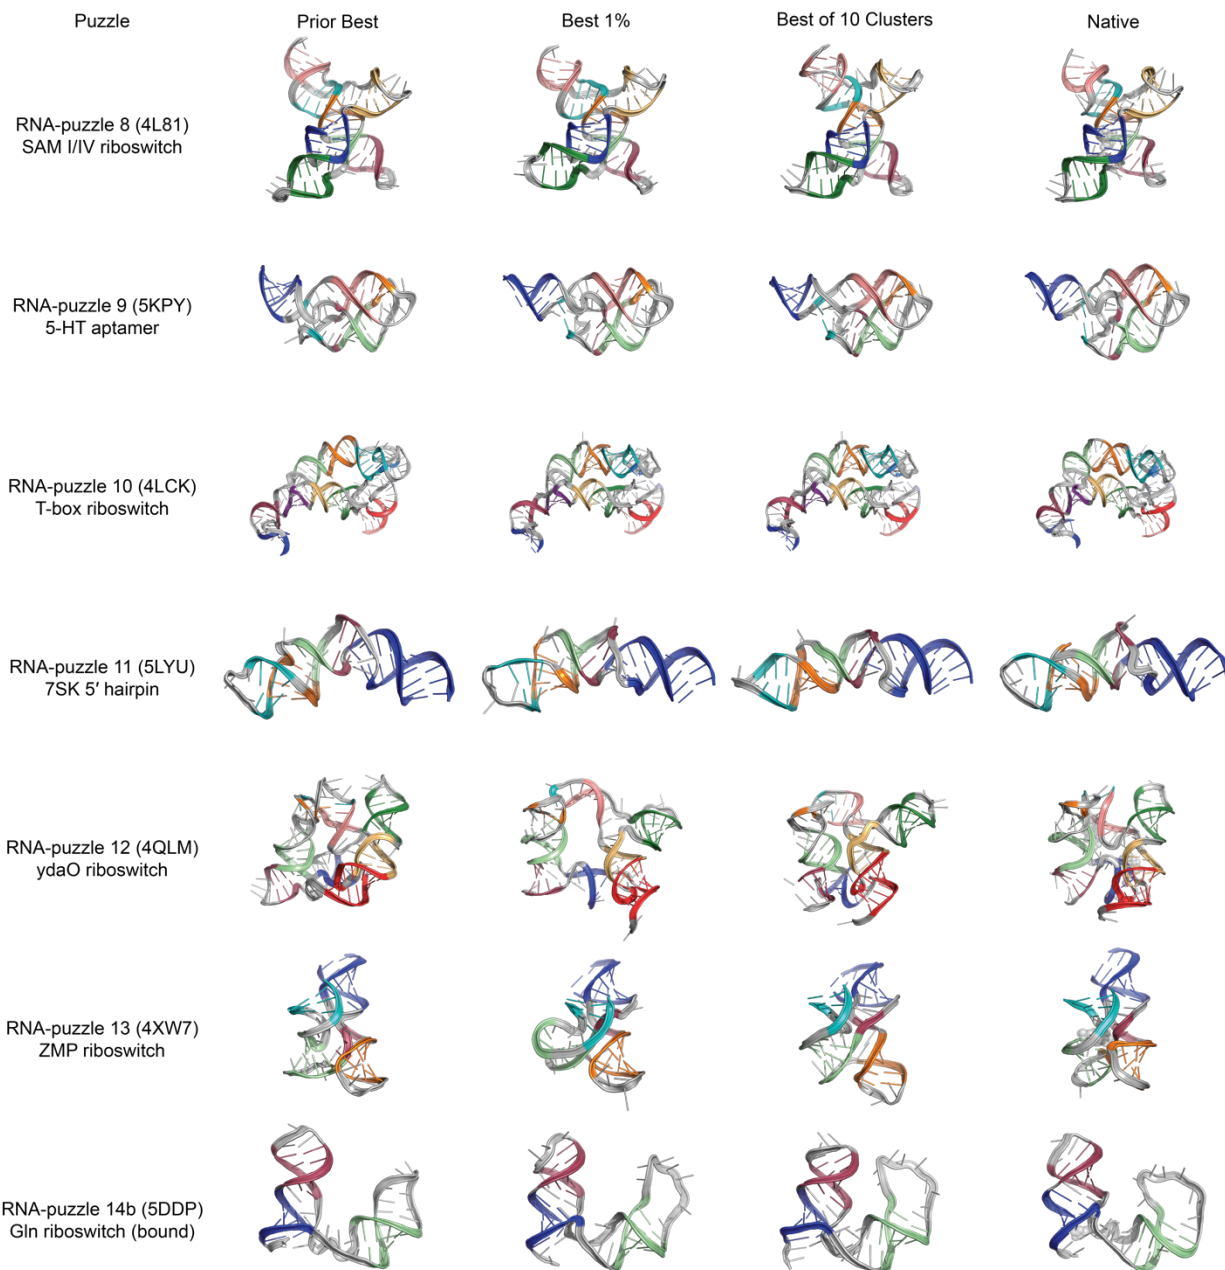 Puzzle Prior Best Best 1% Best of 10 Clusters Native
RNA-puzzle 8 (4L81)
SAM I/IV riboswitch
RNA-puzzle 9 (5KPY)
5-HT aptamer
RNA-puzzle 10 (4LCK)
T-box riboswitch
RNA-puzzle 11 (5LYU)
7SK 5′ hairpin
RNA-puzzle 12 (4QLM)
ydaO riboswitch
RNA-puzzle 13 (4XW7)
ZMP riboswitch
RNA-puzzle 14b (5DDP)
Gln riboswitch (bound)